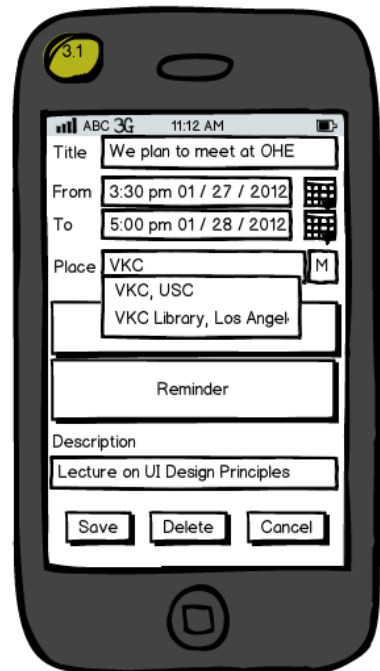 3.1
ABC 3G 11:12 AM
Title We plan to meet at OHE
From 3:30 pm 01 / 27 / 2012
To 5:00 pm 01 / 28 / 2012
Place VKC M
VKC, USC
VKC Library, Los Angel
Reminder
Description
Lecture on UI Design Principles
Save Delete Cancel